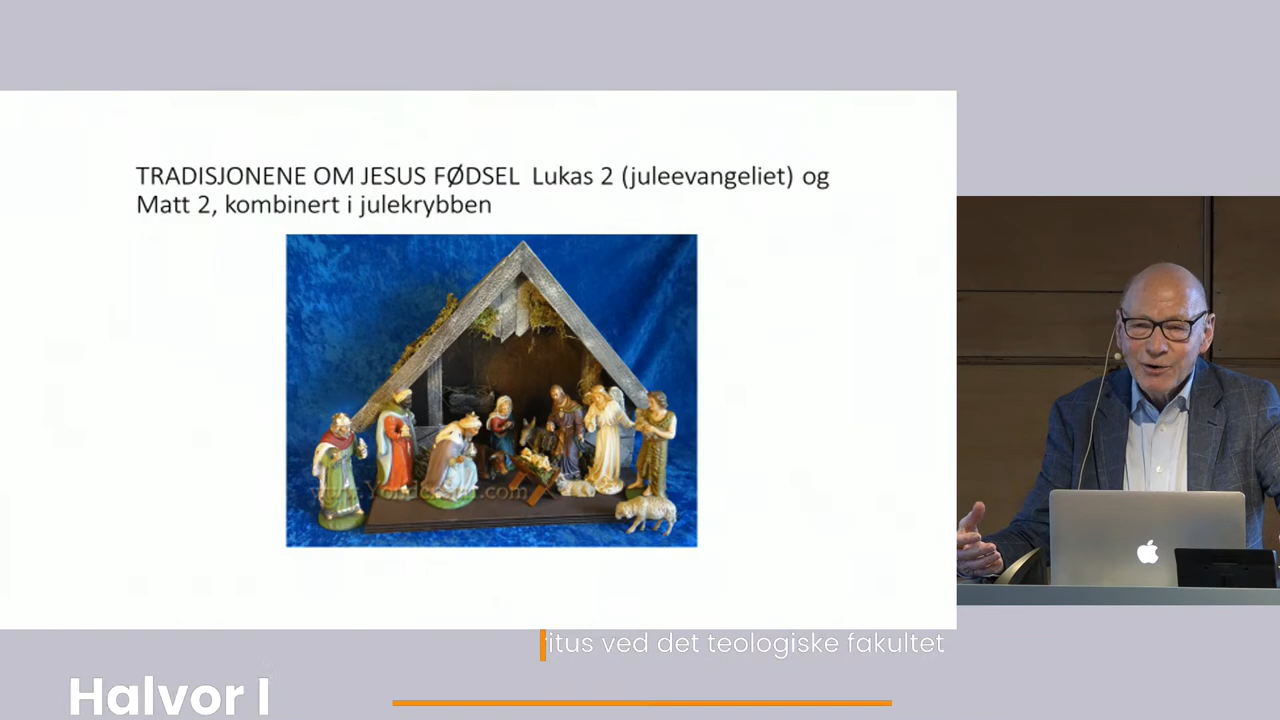 TRADISJONENE OM JESUS FØDSEL Lukas 2 (juleevangeliet) og
Matt 2, kombinert i julekrybben
itus ved det teologiske fakultet
Halvor I